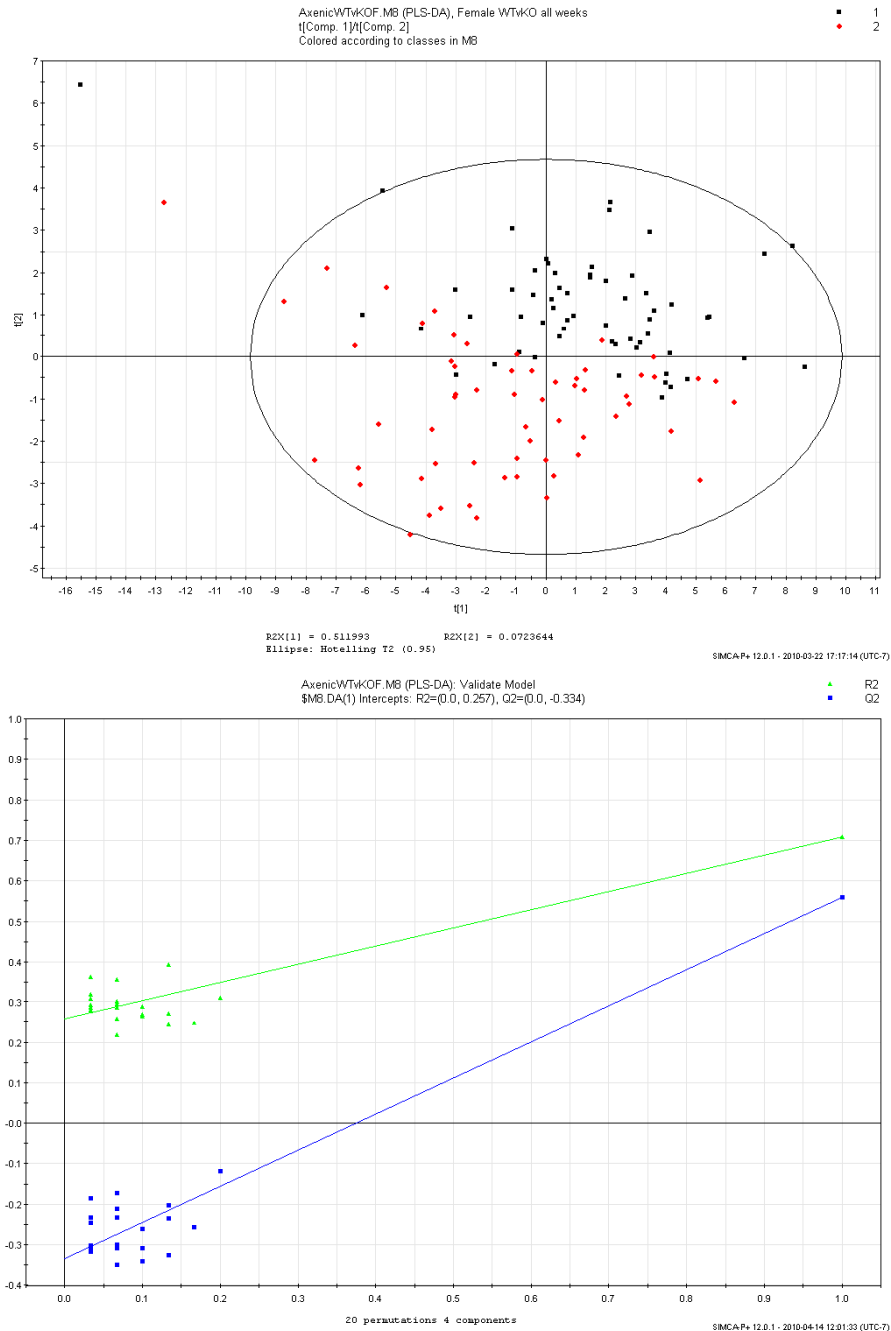 AxenicWTvKOF.M8 (PLS-DA), Female WTvKO all weeks
t[Comp. 1]/t[Comp. 2]
Colored according to classes in M8
1
2
7
6
5
4
3
2
1
0
-1
-2
-3
-4
-5
t[2]
-16 -15 -14 -13 -12 -11 -10 -9 -8 -7 -6 -5 -4 -3 -2 -1 0 1 2 3 4 5 6 7 8 9 10 11
t[1]
R2X[1] = 0.511993 R2X[2] = 0.0723644
Ellipse: Hotelling T2 (0.95)
SIMCA-P+ 12.0.1 - 2010-03-22 17:17:14 (UTC-7)
AxenicWTvKOF.M8 (PLS-DA): Validate Model
$M8.DA(1) Intercepts: R2=(0.0, 0.257), Q2=(0.0, -0.334)
R2
Q2
1.0
0.9
0.8
0.7
0.6
0.5
0.4
0.3
0.2
0.1
-0.0
-0.1
-0.2
-0.3
-0.4
0.0 0.1 0.2 0.3 0.4 0.5 0.6 0.7 0.8 0.9 1.0
20 permutations 4 components
SIMCA-P+ 12.0.1 - 2010-04-14 12:01:33 (UTC-7)